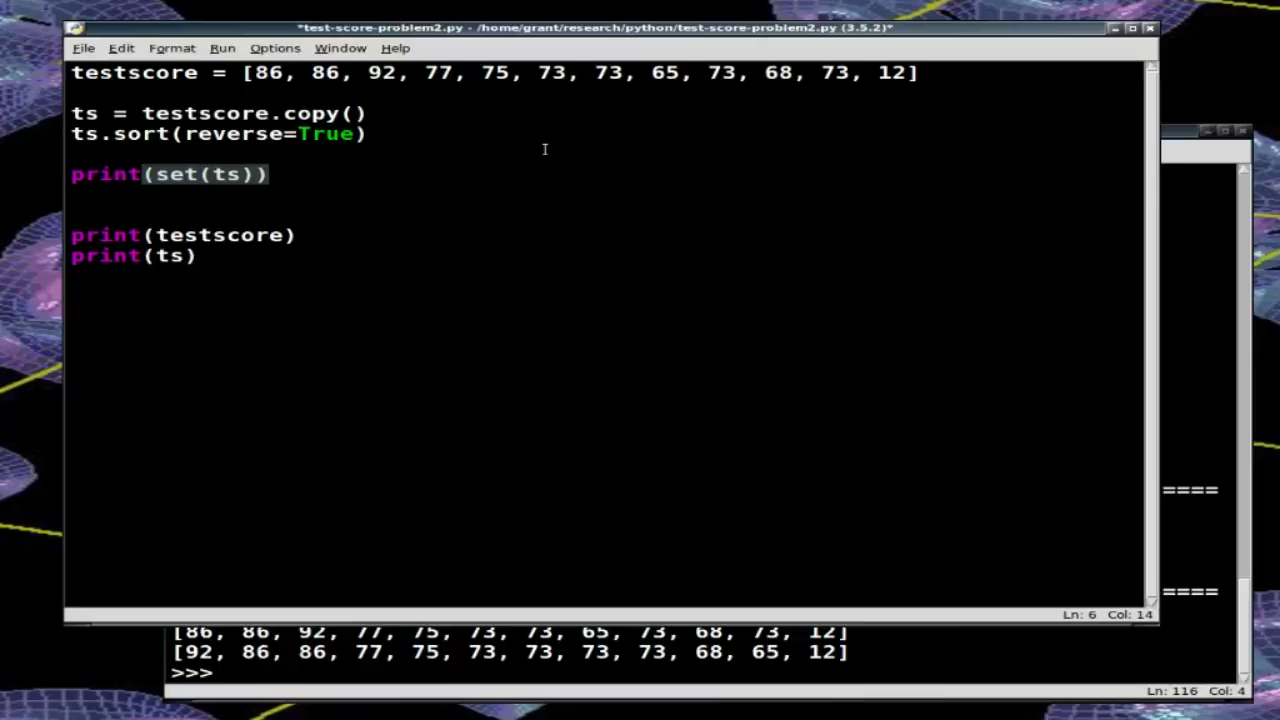 *test-score-problem2.py - /home/grant/research/python/test-score-problem2.py (3.5.2)*
File Edit Format Run Options Window Help
testscore = [86, 86, 92, 77, 75, 73, 73, 65, 73, 68, 73, 12]
ts = testscore.copy()
ts.sort(reverse=True)
print(set(ts))
print(testscore)
print(ts)
====
====
Ln: 6 Col: 14
[86, 86, 92, 77, 75, 73, 73, 65, 73, 68, 73, 12]
[92, 86, 86, 77, 75, 73, 73, 73, 73, 68, 65, 12]
>>>
Ln: 116 Col: 4